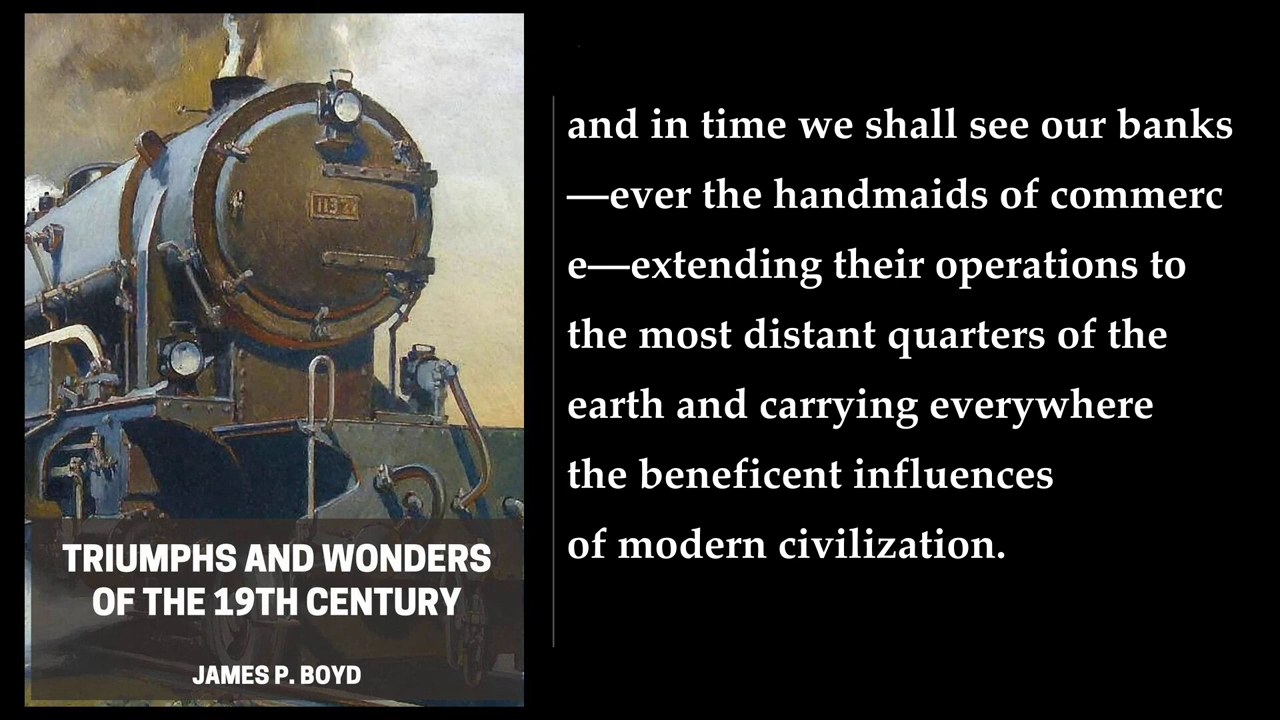 TRIUMPHS AND WONDERS
OF THE 19TH CENTURY
JAMES P. BOYD
and in time we shall see our banks
—ever the handmaids of commerc
e—extending their operations to
the most distant quarters of the
earth and carrying everywhere
the beneficent influences
of modern civilization.